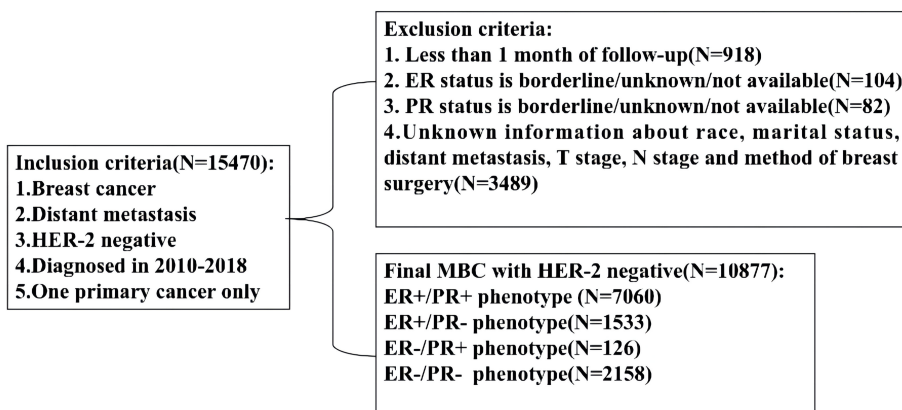 Inclusion criteria(N=15470):
1.Breast cancer
2.Distant metastasis
3.HER-2 negative
4.Diagnosed in 2010-2018
5.One primary cancer only
Exclusion criteria:
1. Less than 1 month of follow-up(N=918)
2. ER status is borderline/unknown/not available(N=104)
3. PR status is borderline/unknown/not available(N=82)
4.Unknown information about race, marital status,
distant metastasis, T stage, N stage and method of breast
surgery(N=3489)
Final MBC with HER-2 negative(N=10877):
ER+/PR+ phenotype (N=7060)
ER+/PR- phenotype(N=1533)
ER-/PR+ phenotype(N=126)
ER-/PR- phenotype(N=2158)